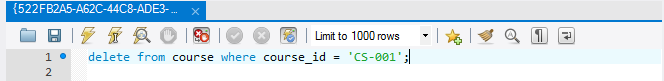 {522FB2A5-A62C-44C8-ADE3-...
Limit to 1000 rows
1 delete from course where course_id = 'CS-001';
2